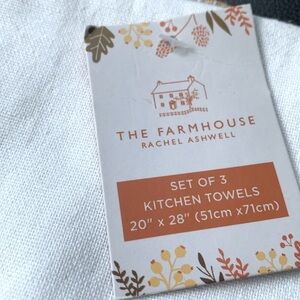 THE FARMHOUSE
RACHEL ASHWELL
SET OF 3
KITCHEN TOWELS
20" x 28" (51cm x71cm)